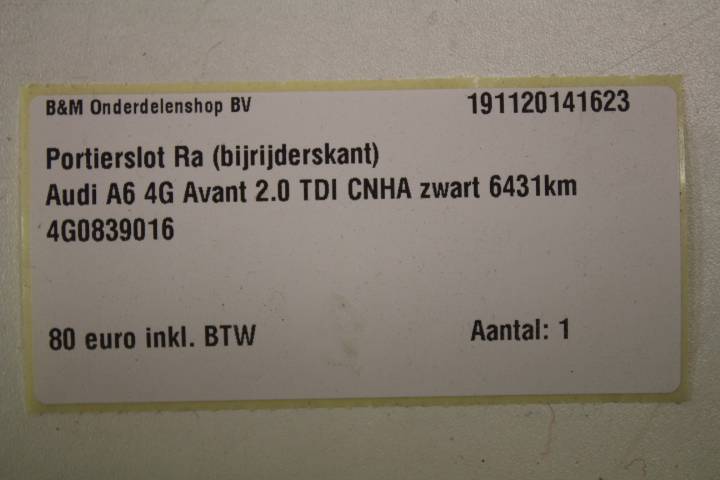 B&M Onderdelenshop BV 191120141623
Portierslot Ra (bijrijderskant)
Audi A6 4G Avant 2.0 TDI CNHA zwart 6431km
4G0839016
80 euro inkl. BTW Aantal: 1